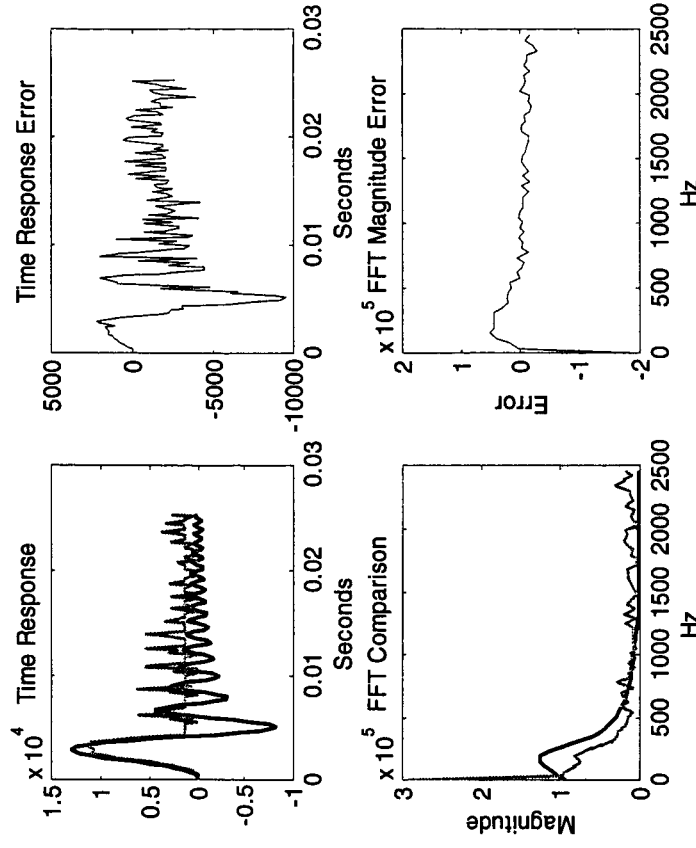 x 10^4 Time Response
1.5
1
0.5
0
-0.5
-1
0 0.01 0.02 0.03
Seconds
Time Response Error
5000
0
-5000
-10000
0 0.01 0.02 0.03
Seconds
x 10^5 FFT Comparison
Magnitude
3
2
1
0
0 500 1000 1500 2000 2500
Hz
x 10^5 FFT Magnitude Error
Error
2
1
0
-1
-2
0 500 1000 1500 2000 2500
Hz